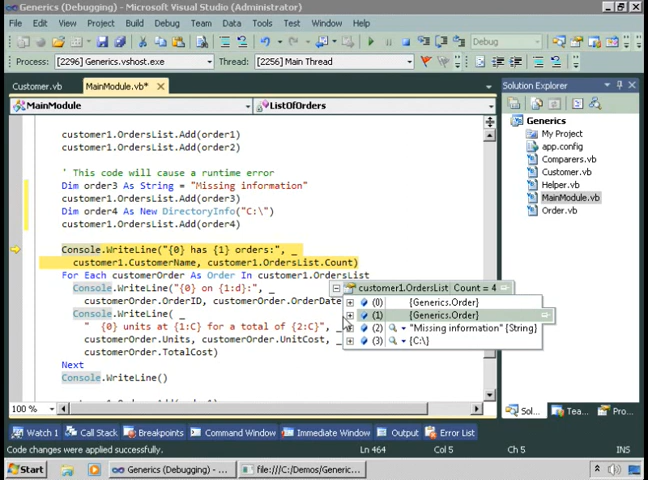 Generics (Debugging) - Microsoft Visual Studio
File Edit View Project Build Debug Team Data Tools Test Window Help
Debug
Process: [2296] Generics.vshost.exe Thread: [2256] Main Thread
Customer.vb MainModule.vb*
Solution Explorer
MainModule ListOfOrders
Generics
My Project
app.config
Comparers.vb
Customer.vb
Helper.vb
MainModule.vb
Order.vb
customer1.OrdersList.Add(order1)
customer1.OrdersList.Add(order2)
' This code will cause a runtime error
Dim order3 As String = "Missing information"
customer1.OrdersList.Add(order3)
Dim order4 As New DirectoryInfo("C:\")
customer1.OrdersList.Add(order4)
Console.WriteLine("{0} has {1} orders:", _
customer1.CustomerName, customer1.OrdersList.Count)
For Each customerOrder As Order In customer1.OrdersList
Console.WriteLine("{0} on {1:d}:", _
customerOrder.OrderID, customerOrder.OrderDate
Console.WriteLine( _
" {0} units at {1:C} for a total of {2:C}", _
customerOrder.Units, customerOrder.UnitCost, _
customerOrder.TotalCost)
Next
Console.WriteLine()
customer1.OrdersList Count = 4
(0) {Generics.Order}
(1) {Generics.Order}
(2) "Missing information" {String}
(3) {C:\}
100 %
Sol... Tea... Pro...
Watch 1 Call Stack Breakpoints Command Window Immediate Window Output Error List
Code changes were applied successfully. Ln 464 Col 5 Ch 5 INS
Start Generics (Debugging) - ... file:///C:/Demos/Generic...